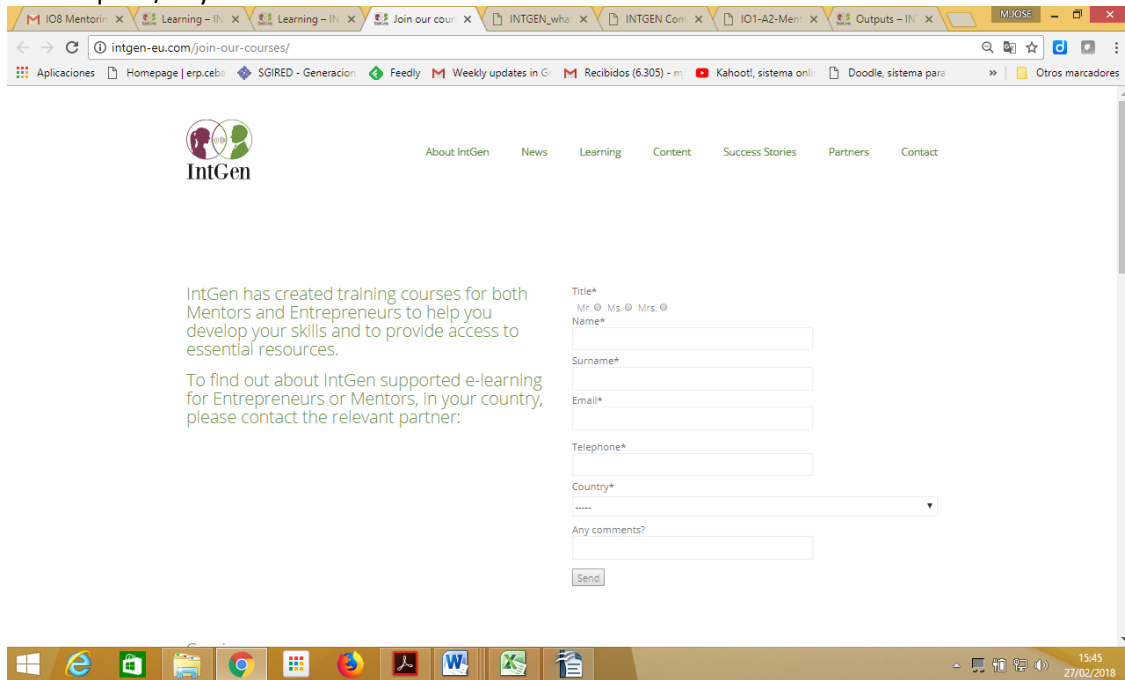 IO8 Mentorin
Learning – IN
Learning – IN
Join our cour
INTGEN_what
INTGEN Com
IO1-A2-Ment
Outputs – IN
M.JOSE
intgen-eu.com/join-our-courses/
Aplicaciones
Homepage | erp.ceba
SGIRED - Generacion
Feedly
Weekly updates in Gr
Recibidos (6.305) - m
Kahoot!, sistema onli
Doodle, sistema para
»
Otros marcadores
IntGen
About IntGen
News
Learning
Content
Success Stories
Partners
Contact
IntGen has created training courses for both
Mentors and Entrepreneurs to help you
develop your skills and to provide access to
essential resources.
To find out about IntGen supported e-learning
for Entrepreneurs or Mentors, in your country,
please contact the relevant partner:
Title*
Mr. Ms. Mrs.
Name*
Surname*
Email*
Telephone*
Country*
-----
Any comments?
Send
15:45
27/02/2018